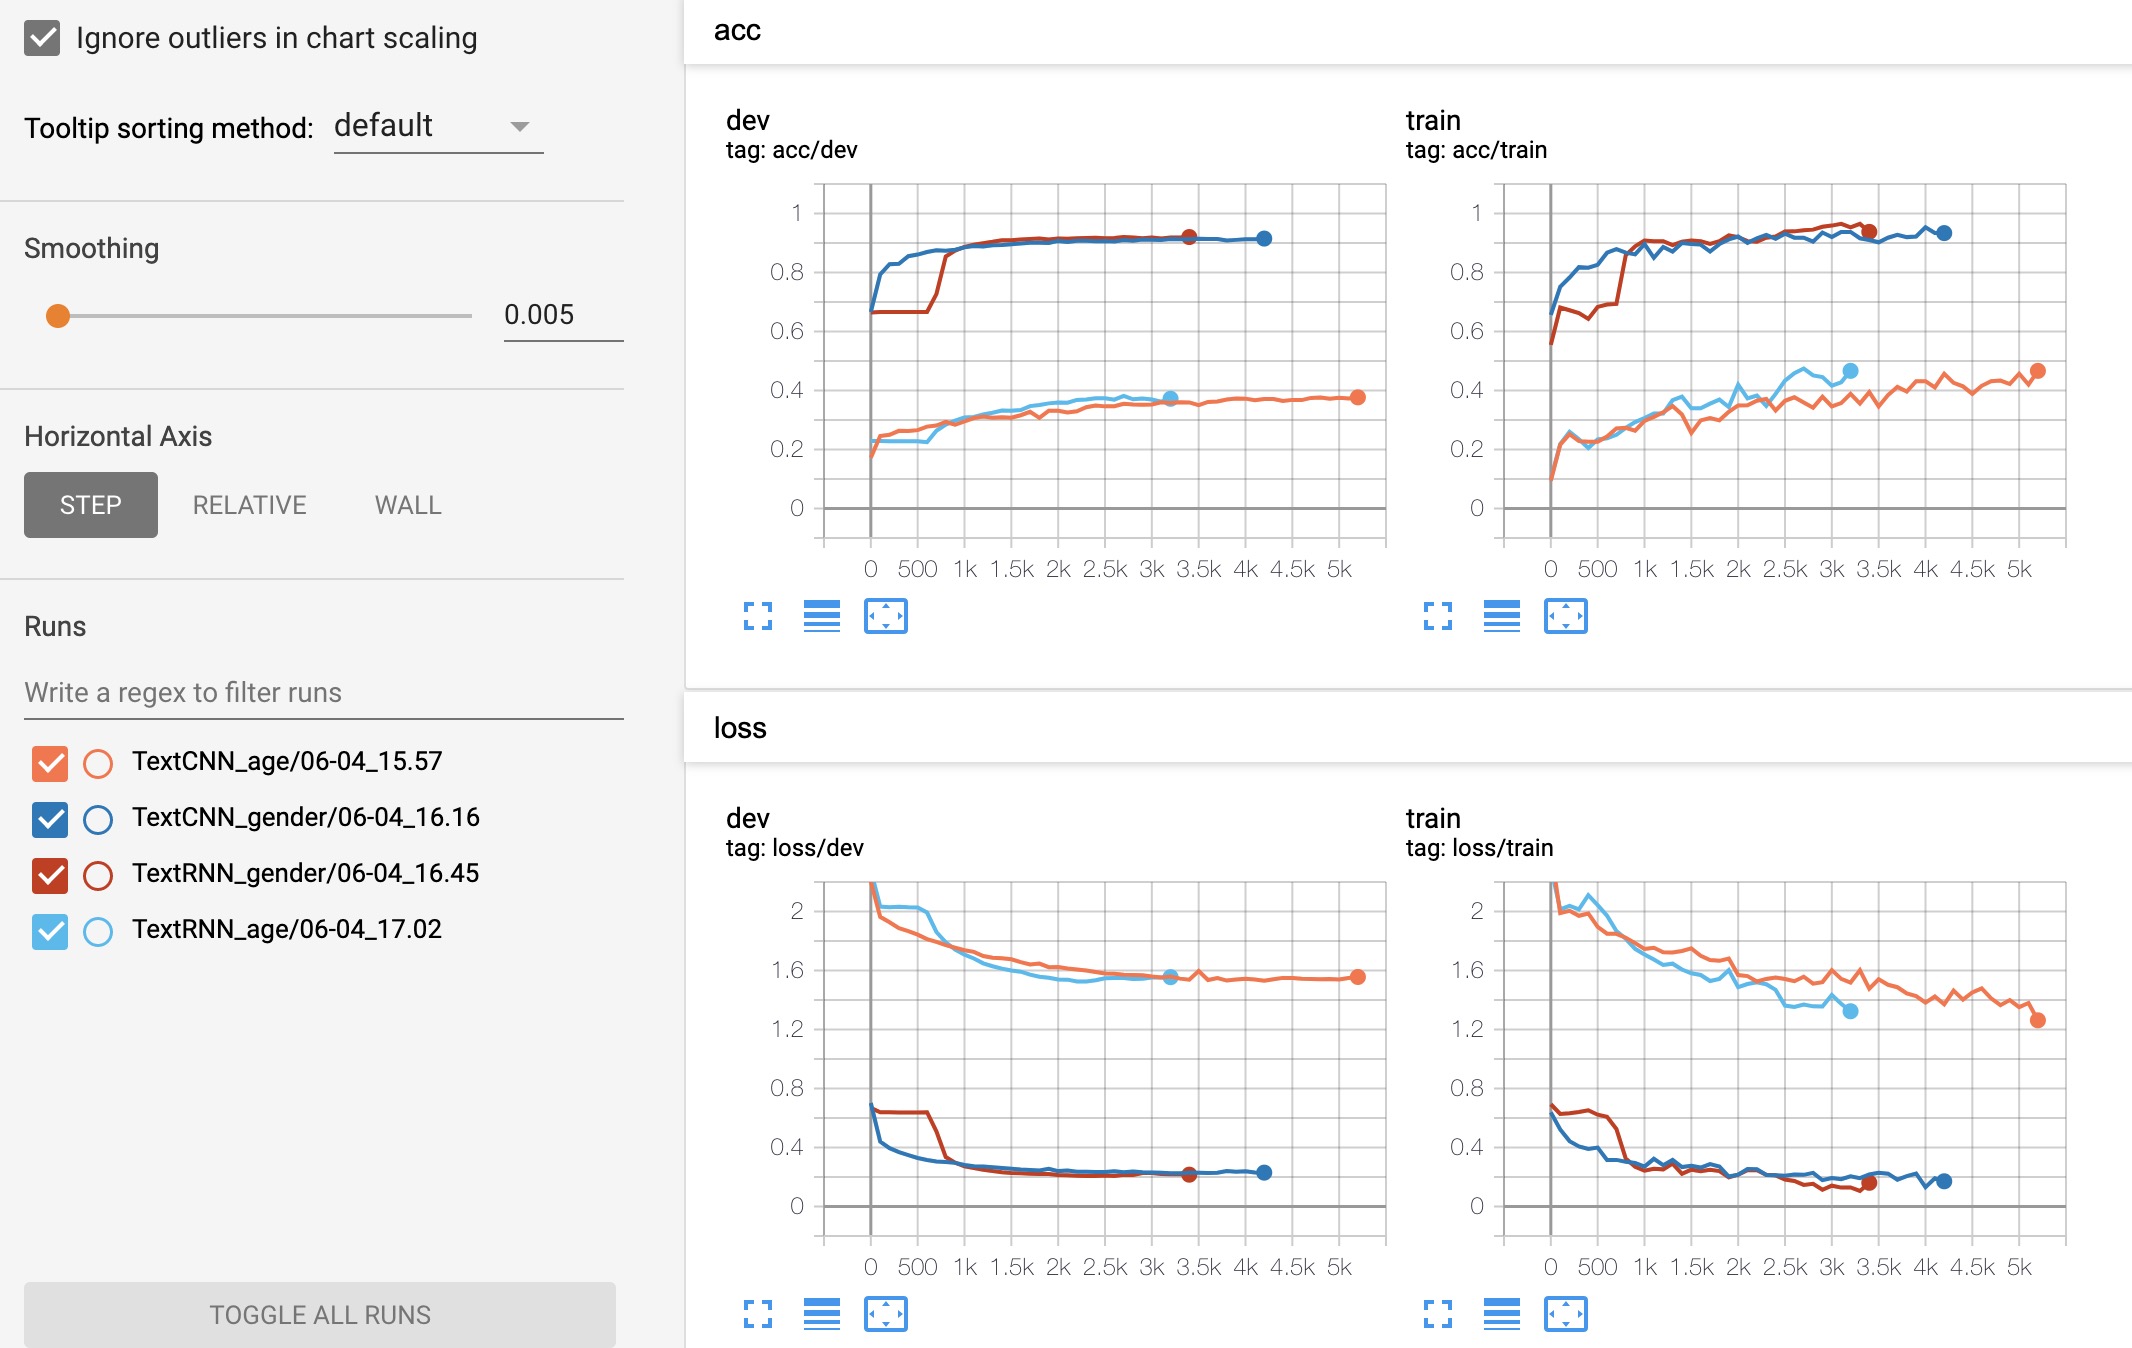 Ignore outliers in chart scaling
Tooltip sorting method: default
Smoothing
0.005
Horizontal Axis
STEP RELATIVE WALL
Runs
Write a regex to filter runs
TextCNN_age/06-04_15.57
TextCNN_gender/06-04_16.16
TextRNN_gender/06-04_16.45
TextRNN_age/06-04_17.02
TOGGLE ALL RUNS
acc
dev
tag: acc/dev
1
0.8
0.6
0.4
0.2
0
0 500 1k 1.5k 2k 2.5k 3k 3.5k 4k 4.5k 5k
train
tag: acc/train
1
0.8
0.6
0.4
0.2
0
0 500 1k 1.5k 2k 2.5k 3k 3.5k 4k 4.5k 5k
loss
dev
tag: loss/dev
2
1.6
1.2
0.8
0.4
0
0 500 1k 1.5k 2k 2.5k 3k 3.5k 4k 4.5k 5k
train
tag: loss/train
2
1.6
1.2
0.8
0.4
0
0 500 1k 1.5k 2k 2.5k 3k 3.5k 4k 4.5k 5k